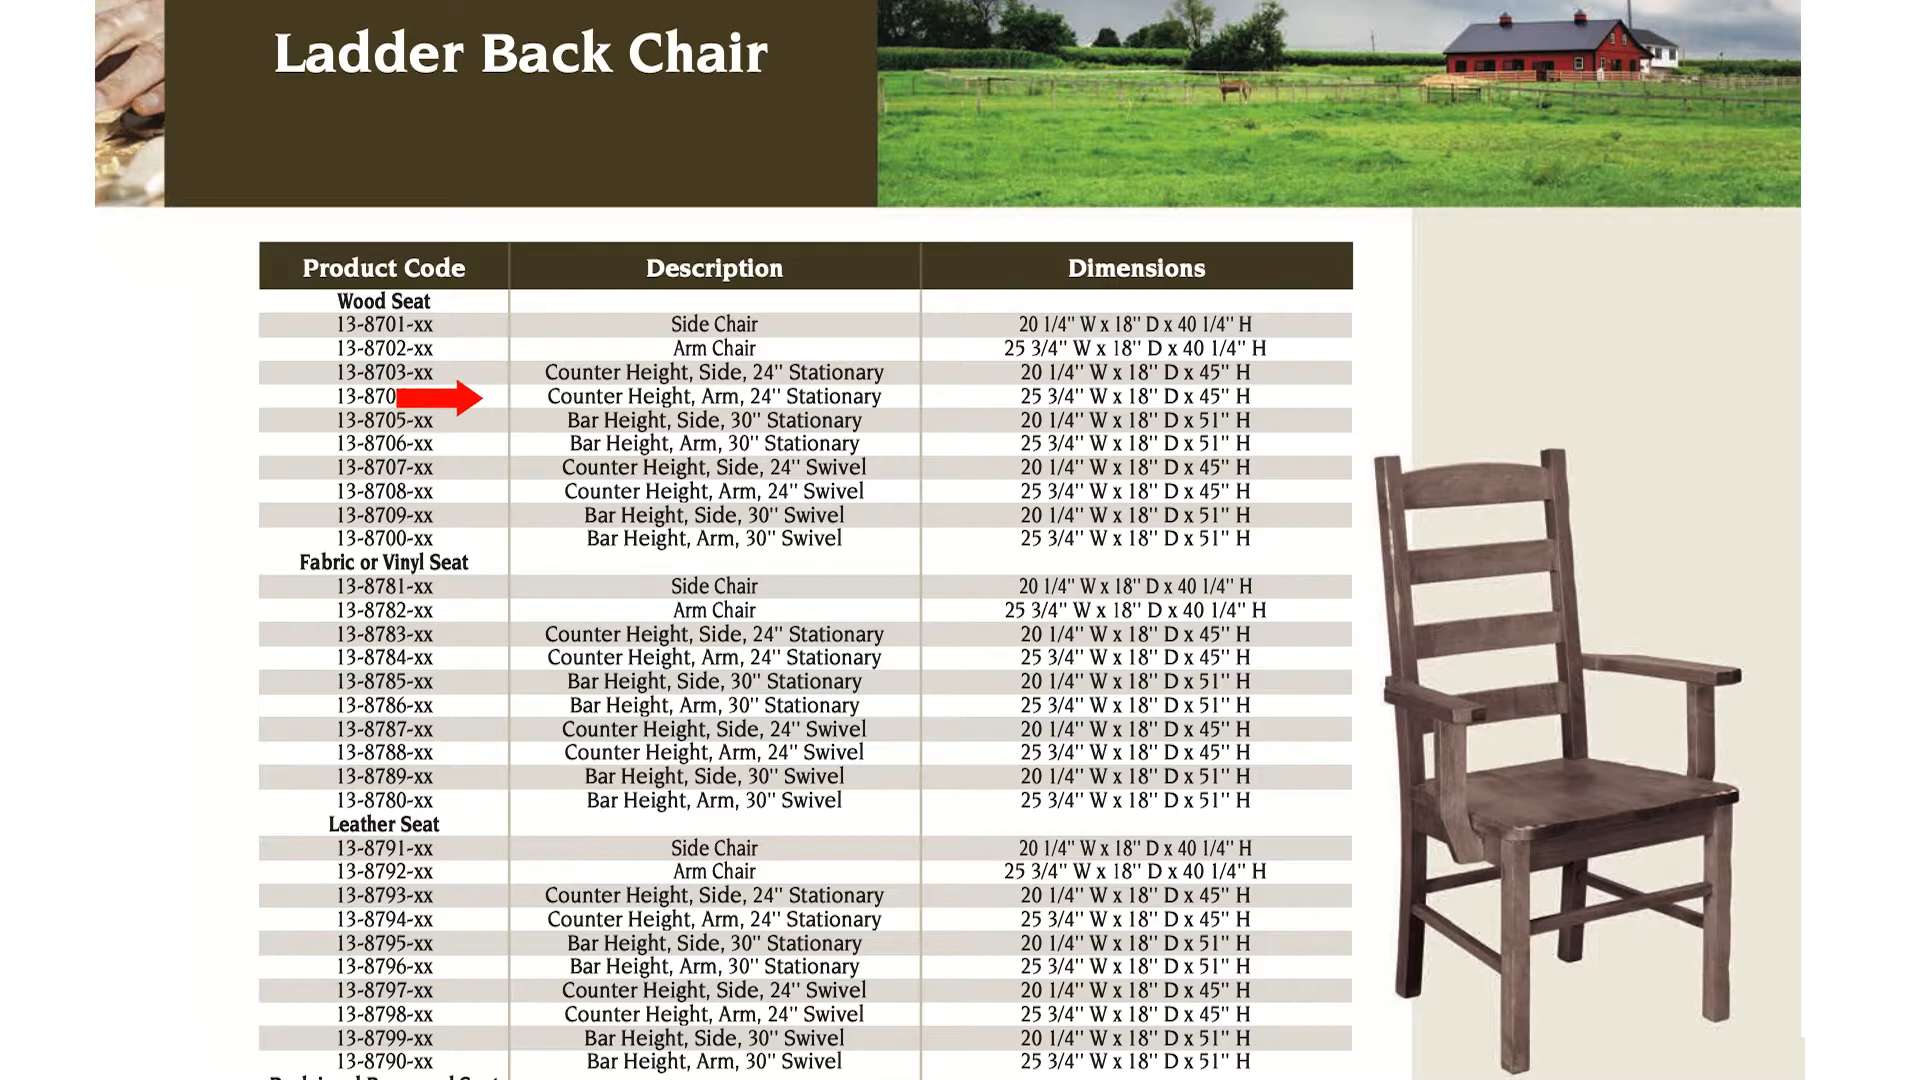 Ladder Back Chair
Product Code Description Dimensions
Wood Seat
13-8701-xx Side Chair 20 1/4" W x 18" D x 40 1/4" H
13-8702-xx Arm Chair 25 3/4" W x 18" D x 40 1/4" H
13-8703-xx Counter Height, Side, 24" Stationary 20 1/4" W x 18" D x 45" H
13-870 Counter Height, Arm, 24" Stationary 25 3/4" W x 18" D x 45" H
13-8705-xx Bar Height, Side, 30" Stationary 20 1/4" W x 18" D x 51" H
13-8706-xx Bar Height, Arm, 30" Stationary 25 3/4" W x 18" D x 51" H
13-8707-xx Counter Height, Side, 24" Swivel 20 1/4" W x 18" D x 45" H
13-8708-xx Counter Height, Arm, 24" Swivel 25 3/4" W x 18" D x 45" H
13-8709-xx Bar Height, Side, 30" Swivel 20 1/4" W x 18" D x 51" H
13-8700-xx Bar Height, Arm, 30" Swivel 25 3/4" W x 18" D x 51" H
Fabric or Vinyl Seat
13-8781-xx Side Chair 20 1/4" W x 18" D x 40 1/4" H
13-8782-xx Arm Chair 25 3/4" W x 18" D x 40 1/4" H
13-8783-xx Counter Height, Side, 24" Stationary 20 1/4" W x 18" D x 45" H
13-8784-xx Counter Height, Arm, 24" Stationary 25 3/4" W x 18" D x 45" H
13-8785-xx Bar Height, Side, 30" Stationary 20 1/4" W x 18" D x 51" H
13-8786-xx Bar Height, Arm, 30" Stationary 25 3/4" W x 18" D x 51" H
13-8787-xx Counter Height, Side, 24" Swivel 20 1/4" W x 18" D x 45" H
13-8788-xx Counter Height, Arm, 24" Swivel 25 3/4" W x 18" D x 45" H
13-8789-xx Bar Height, Side, 30" Swivel 20 1/4" W x 18" D x 51" H
13-8780-xx Bar Height, Arm, 30" Swivel 25 3/4" W x 18" D x 51" H
Leather Seat
13-8791-xx Side Chair 20 1/4" W x 18" D x 40 1/4" H
13-8792-xx Arm Chair 25 3/4" W x 18" D x 40 1/4" H
13-8793-xx Counter Height, Side, 24" Stationary 20 1/4" W x 18" D x 45" H
13-8794-xx Counter Height, Arm, 24" Stationary 25 3/4" W x 18" D x 45" H
13-8795-xx Bar Height, Side, 30" Stationary 20 1/4" W x 18" D x 51" H
13-8796-xx Bar Height, Arm, 30" Stationary 25 3/4" W x 18" D x 51" H
13-8797-xx Counter Height, Side, 24" Swivel 20 1/4" W x 18" D x 45" H
13-8798-xx Counter Height, Arm, 24" Swivel 25 3/4" W x 18" D x 45" H
13-8799-xx Bar Height, Side, 30" Swivel 20 1/4" W x 18" D x 51" H
13-8790-xx Bar Height, Arm, 30" Swivel 25 3/4" W x 18" D x 51" H